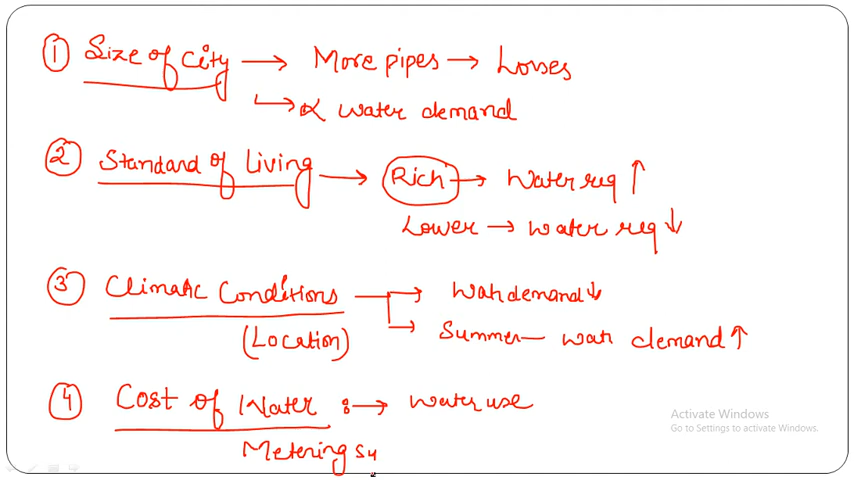 ① Size of City → More pipes → Losses
↳ ∝ water demand
② Standard of Living → Rich → Water req ↑
Lower → water req ↓
③ Climatic Conditions → Wat demand ↓
(Location) → Summer — wat demand ↑
④ Cost of Water : → water use
Metering Sy
Activate Windows
Go to Settings to activate Windows.